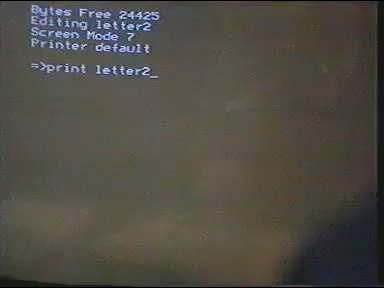 Bytes Free 24425
Editing letter2
Screen Mode 7
Printer default
=>print letter2_